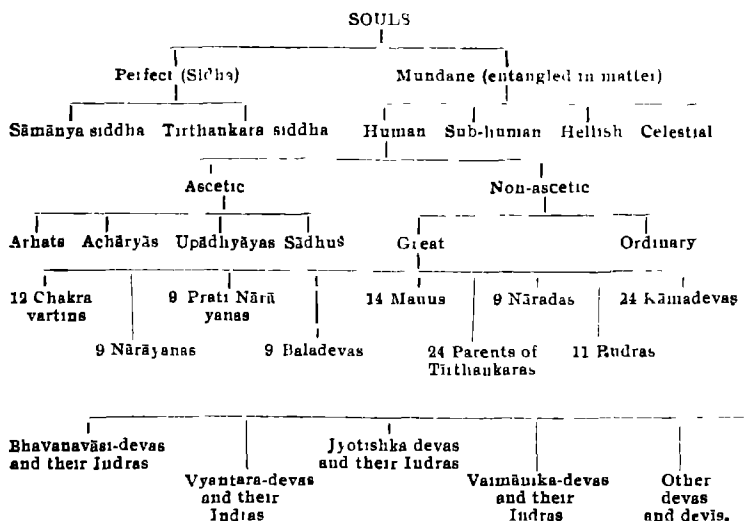 SOULS
Perfect (Sidha) Mundane (entangled in matter)
Sāmānya siddha Tīrthankara siddha Human Sub-human Hellish Celestial
Ascetic Non-ascetic
Arhats Achāryās Upādhyāyas Sādhus Great Ordinary
12 Chakra 9 Prati Nārā 14 Manus 9 Nāradas 24 Kāmadevas
vartins yanas
9 Nārāyanas 9 Baladevas 24 Parents of 11 Rudras
Tīrthankaras
Bhavanavāsi-devas Jyotishka devas
and their Indras and their Indras
Vyantara-devas Vaimānika-devas Other
and their and their devas
Indras Indras and devīs.